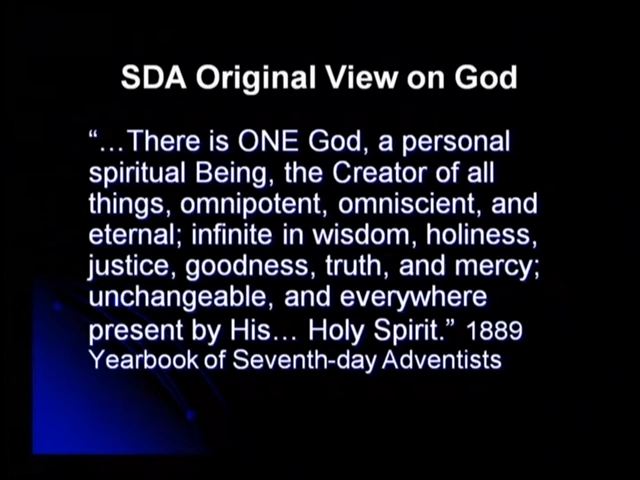 SDA Original View on God
“…There is ONE God, a personal
spiritual Being, the Creator of all
things, omnipotent, omniscient, and
eternal; infinite in wisdom, holiness,
justice, goodness, truth, and mercy;
unchangeable, and everywhere
present by His… Holy Spirit.” 1889
Yearbook of Seventh-day Adventists